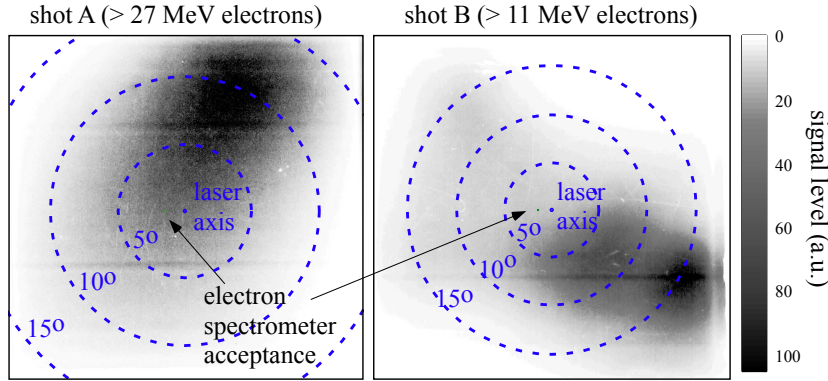 shot A (> 27 MeV electrons)
shot B (> 11 MeV electrons)
laser
axis
5º
10º
15º
electron
spectrometer
acceptance
laser
axis
5º
10º
15º
0
20
40
60
80
100
signal level (a.u.)